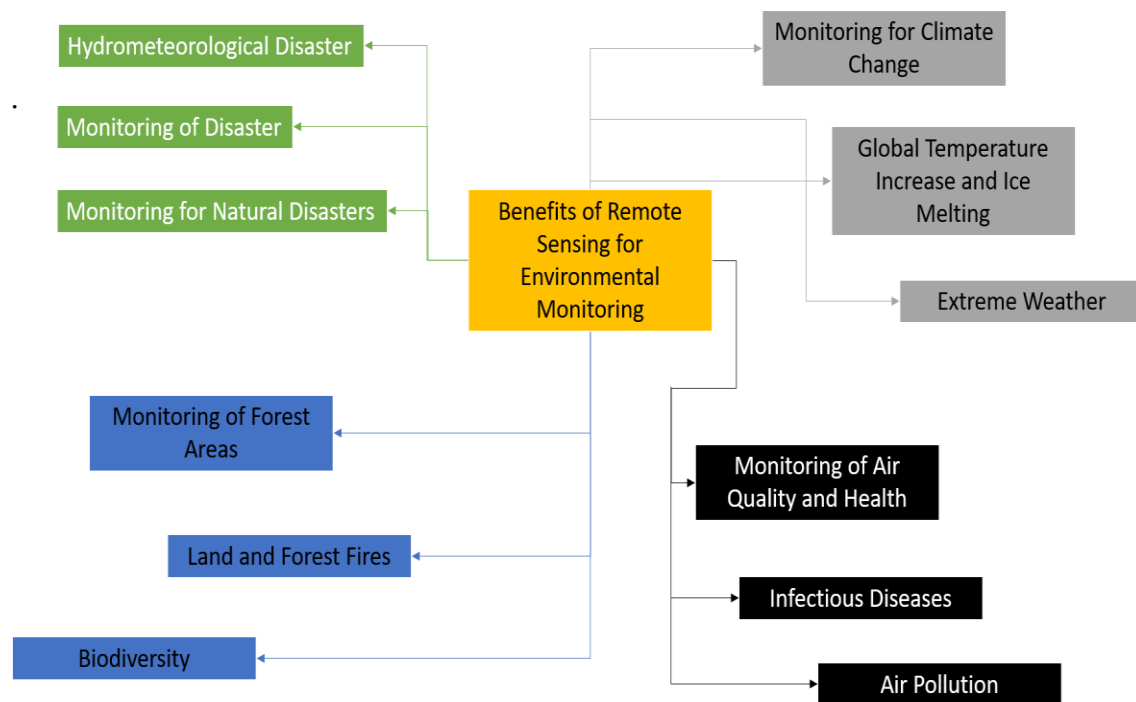 Hydrometeorological Disaster
Monitoring of Disaster
Monitoring for Natural Disasters
Monitoring for Climate
Change
Global Temperature
Increase and Ice
Melting
Extreme Weather
Benefits of Remote
Sensing for
Environmental
Monitoring
Monitoring of Forest
Areas
Land and Forest Fires
Biodiversity
Monitoring of Air
Quality and Health
Infectious Diseases
Air Pollution